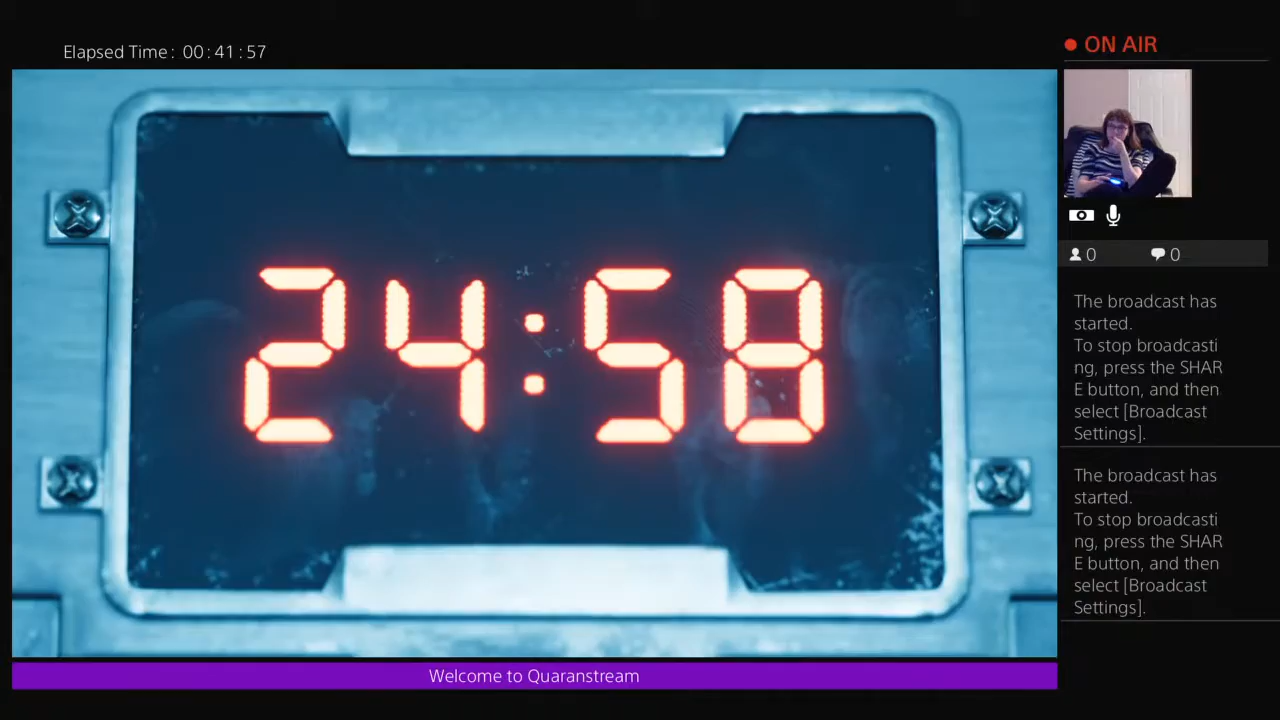 Elapsed Time: 00:41:57
ON AIR
24:58
0 0
The broadcast has
started.
To stop broadcasti
ng, press the SHAR
E button, and then
select [Broadcast
Settings].
The broadcast has
started.
To stop broadcasti
ng, press the SHAR
E button, and then
select [Broadcast
Settings].
Welcome to Quaranstream